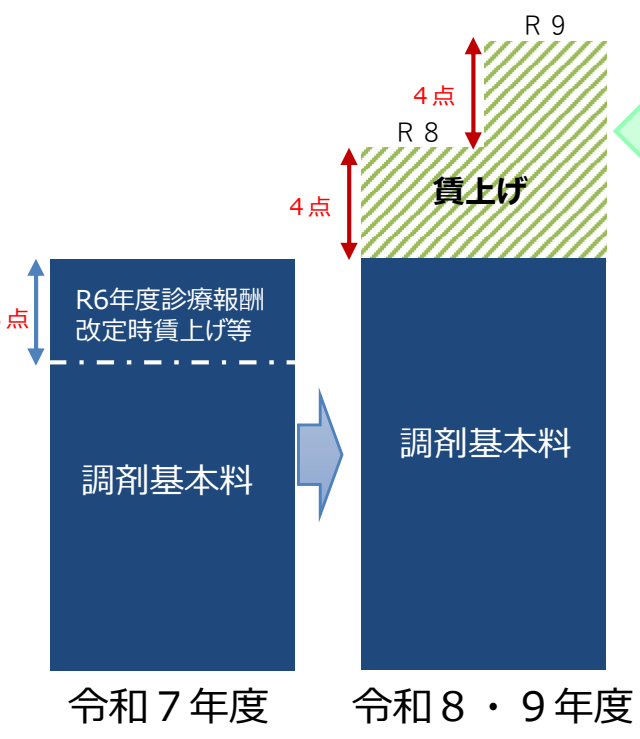 R 9
4点
R 8
4点
賃上げ
点
R6年度診療報酬
改定時賃上げ等
調剤基本料
調剤基本料
令和7年度
令和8・9年度